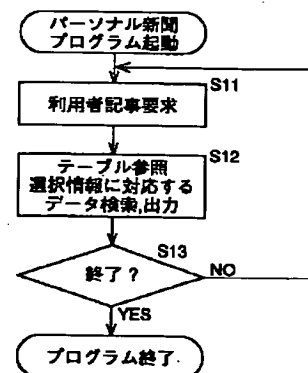 パーソナル新聞
プログラム起動
S11
利用者記事要求
S12
テーブル参照
選択情報に対応する
データ検索,出力
S13
終了?
NO
YES
プログラム終了